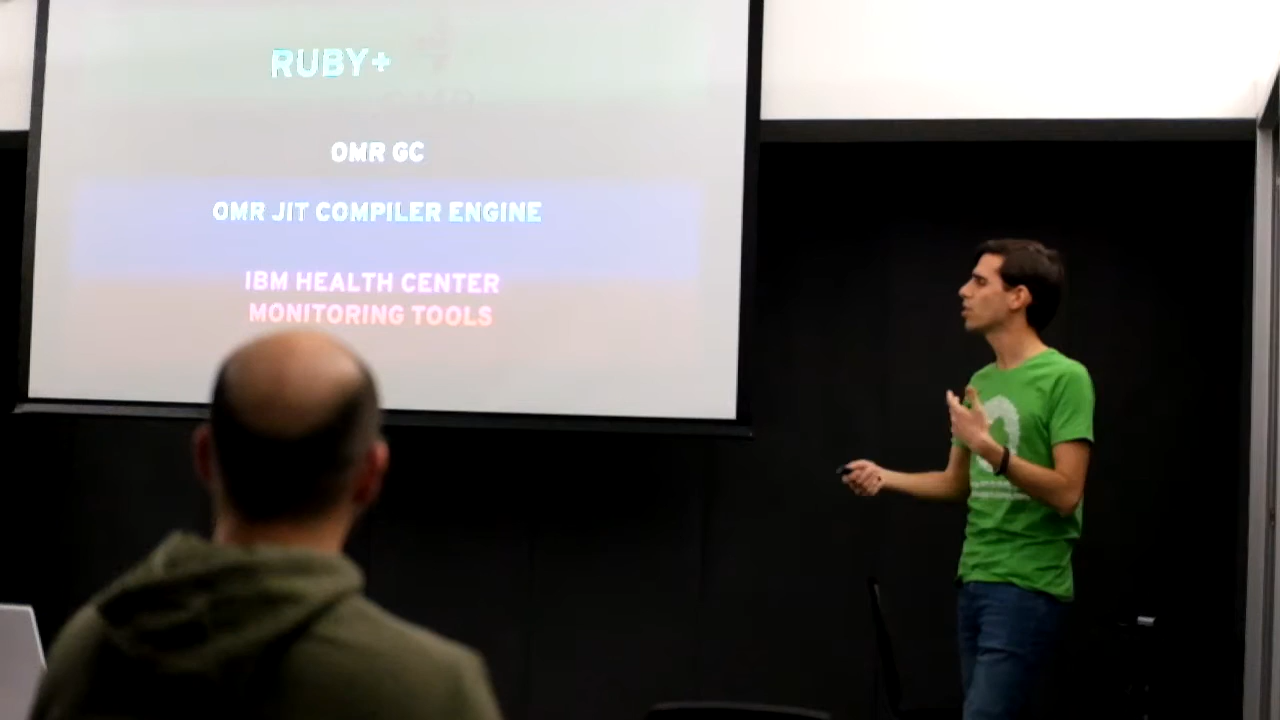 RUBY+
OMR GC
OMR JIT COMPILER ENGINE
IBM HEALTH CENTER
MONITORING TOOLS